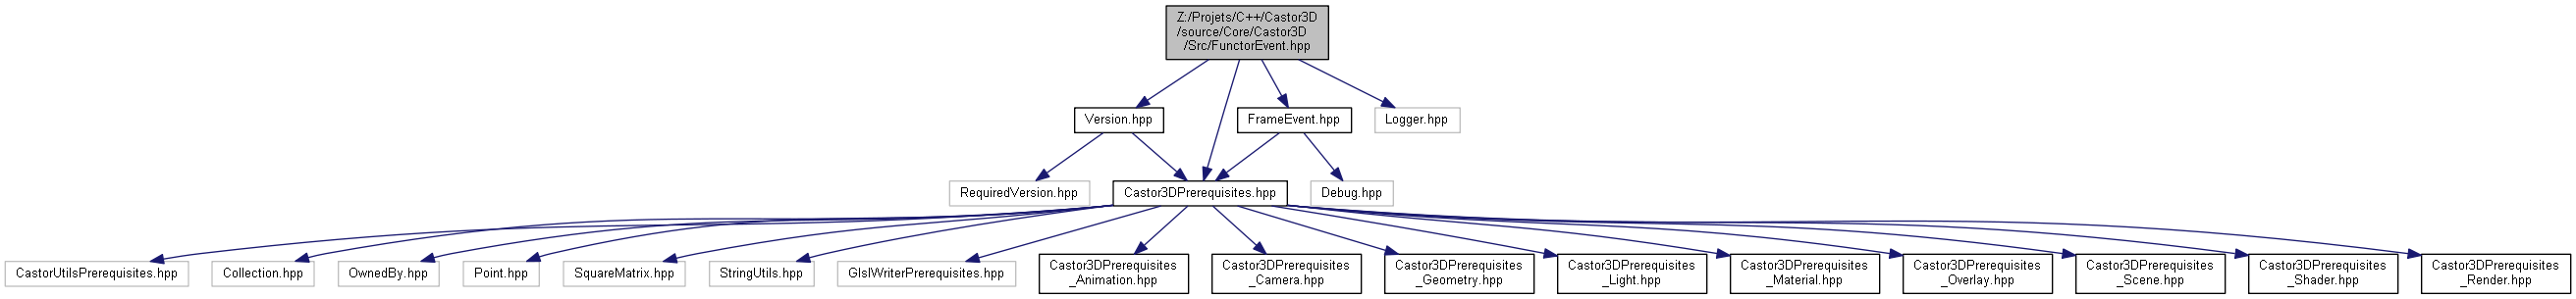 Z:/Projets/C++/Castor3D
/source/Core/Castor3D
/Src/FunctorEvent.hpp
Version.hpp
FrameEvent.hpp
Logger.hpp
RequiredVersion.hpp
Castor3DPrerequisites.hpp
Debug.hpp
CastorUtilsPrerequisites.hpp
Collection.hpp
OwnedBy.hpp
Point.hpp
SquareMatrix.hpp
StringUtils.hpp
GlslWriterPrerequisites.hpp
Castor3DPrerequisites
_Animation.hpp
Castor3DPrerequisites
_Camera.hpp
Castor3DPrerequisites
_Geometry.hpp
Castor3DPrerequisites
_Light.hpp
Castor3DPrerequisites
_Material.hpp
Castor3DPrerequisites
_Overlay.hpp
Castor3DPrerequisites
_Scene.hpp
Castor3DPrerequisites
_Shader.hpp
Castor3DPrerequisites
_Render.hpp